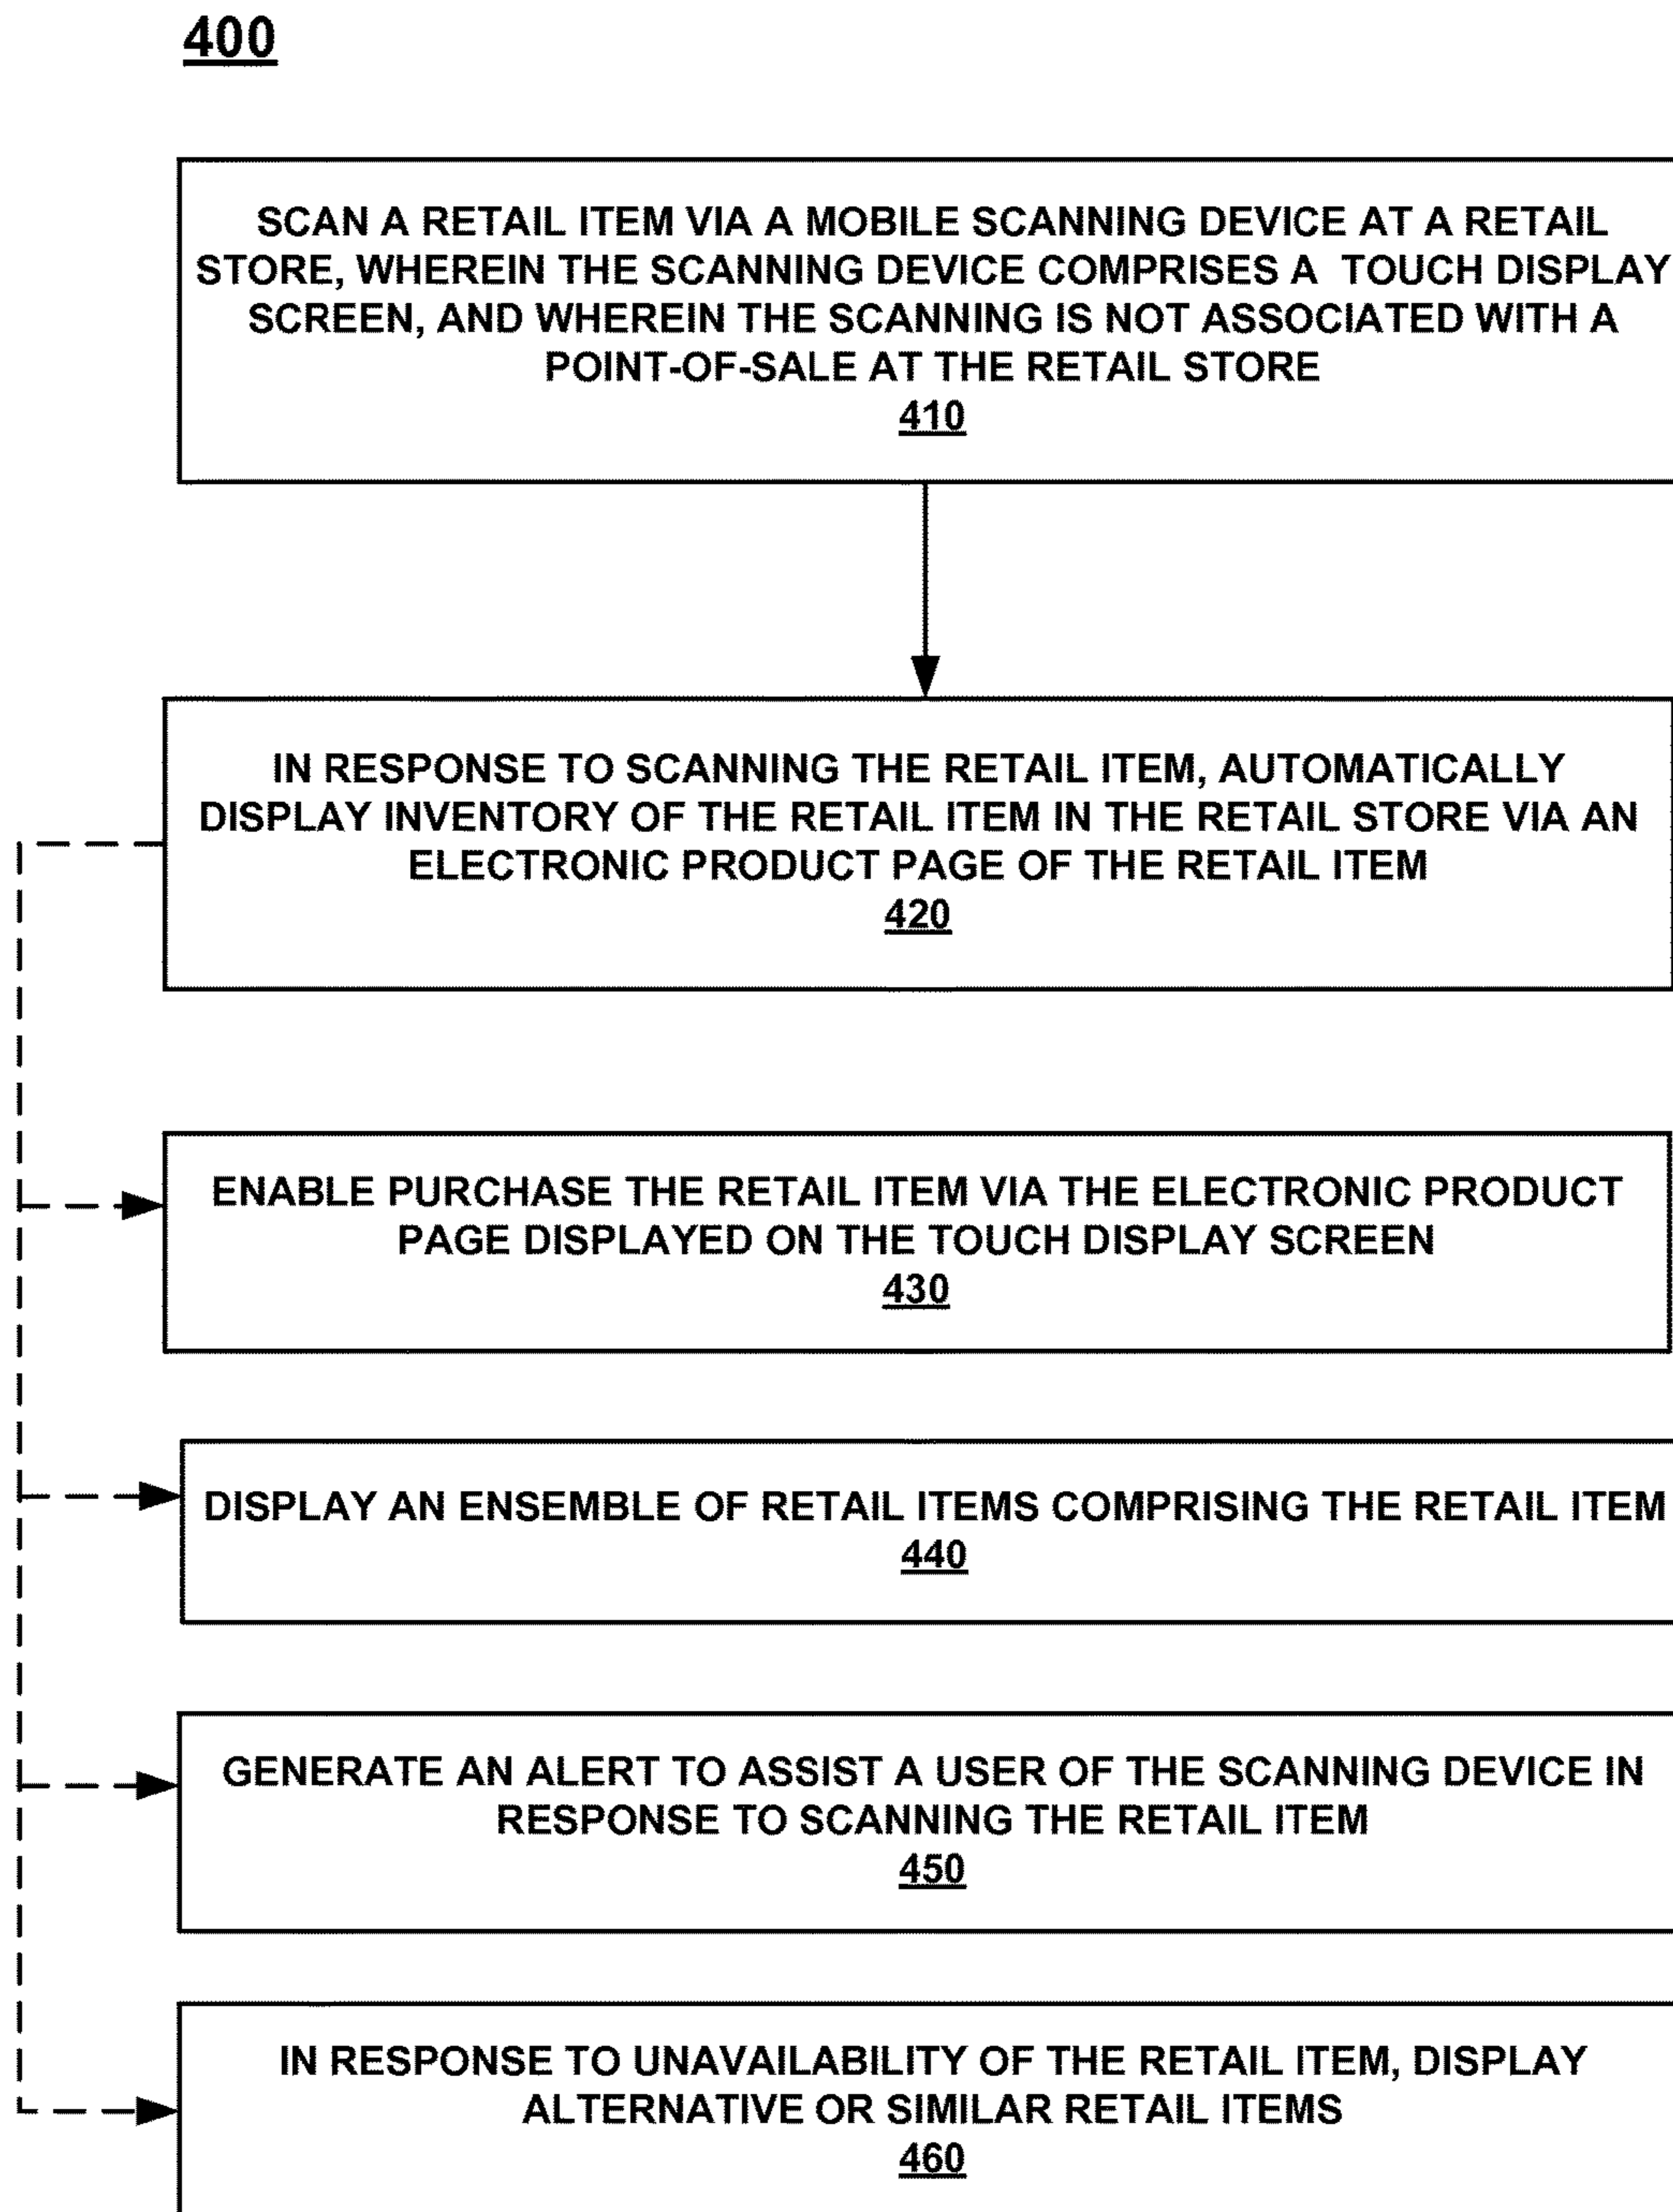 400
SCAN A RETAIL ITEM VIA A MOBILE SCANNING DEVICE AT A RETAIL
STORE, WHEREIN THE SCANNING DEVICE COMPRISES A TOUCH DISPLAY
SCREEN, AND WHEREIN THE SCANNING IS NOT ASSOCIATED WITH A
POINT-OF-SALE AT THE RETAIL STORE
410
IN RESPONSE TO SCANNING THE RETAIL ITEM, AUTOMATICALLY
DISPLAY INVENTORY OF THE RETAIL ITEM IN THE RETAIL STORE VIA AN
ELECTRONIC PRODUCT PAGE OF THE RETAIL ITEM
420
ENABLE PURCHASE THE RETAIL ITEM VIA THE ELECTRONIC PRODUCT
PAGE DISPLAYED ON THE TOUCH DISPLAY SCREEN
430
DISPLAY AN ENSEMBLE OF RETAIL ITEMS COMPRISING THE RETAIL ITEM
440
GENERATE AN ALERT TO ASSIST A USER OF THE SCANNING DEVICE IN
RESPONSE TO SCANNING THE RETAIL ITEM
450
IN RESPONSE TO UNAVAILABILITY OF THE RETAIL ITEM, DISPLAY
ALTERNATIVE OR SIMILAR RETAIL ITEMS
460